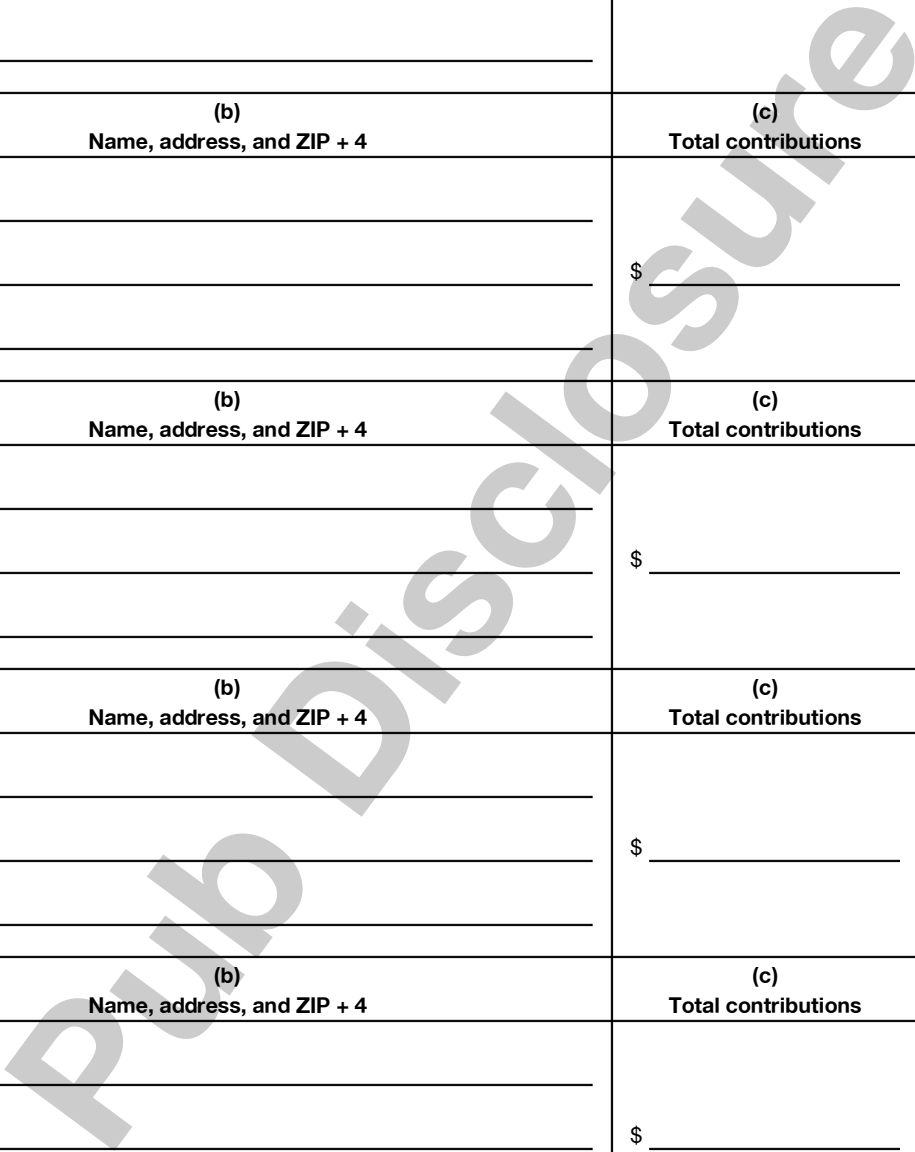 (b) (c)
Name, address, and ZIP + 4 Total contributions
$
(b) (c)
Name, address, and ZIP + 4 Total contributions
$
(b) (c)
Name, address, and ZIP + 4 Total contributions
$
(b) (c)
Name, address, and ZIP + 4 Total contributions
$
Pub Disclosure